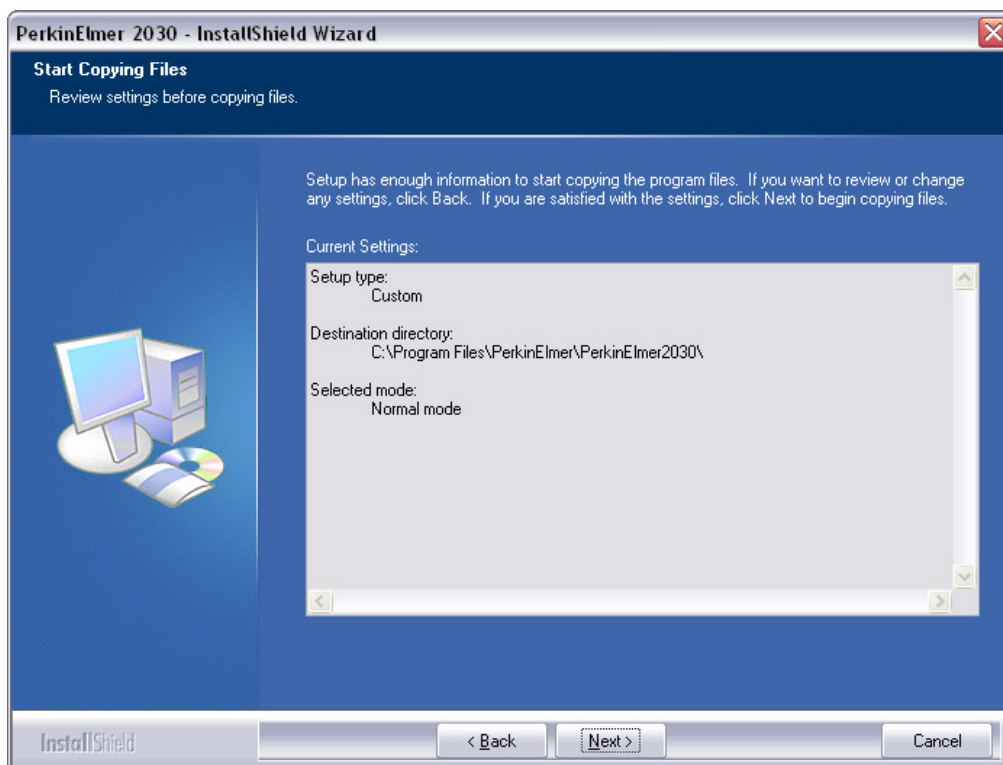 PerkinElmer 2030 - InstallShield Wizard
Start Copying Files
Review settings before copying files.
Setup has enough information to start copying the program files.  If you want to review or change
any settings, click Back.  If you are satisfied with the settings, click Next to begin copying files.
Current Settings:
Setup type:
Custom
Destination directory:
C:\Program Files\PerkinElmer\PerkinElmer2030\
Selected mode:
Normal mode
InstallShield
< Back
Next >
Cancel